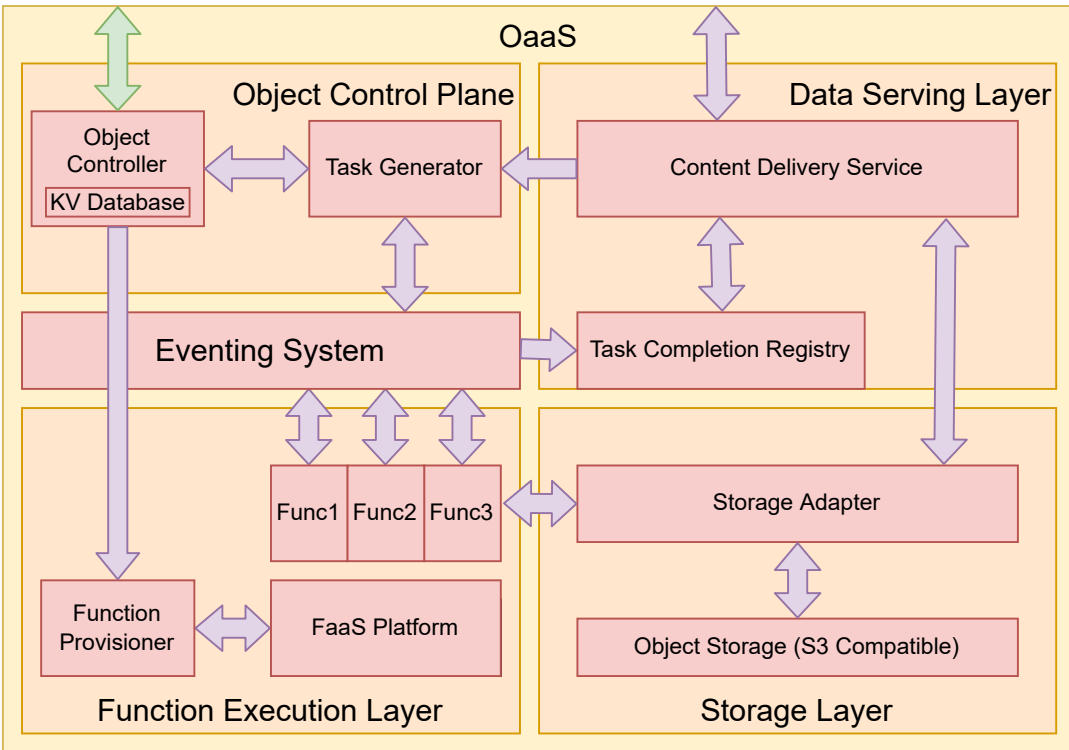 OaaS
Object Control Plane
Data Serving Layer
Object
Controller
KV Database
Task Generator
Content Delivery Service
Eventing System
Task Completion Registry
Func1
Func2
Func3
Storage Adapter
Function
Provisioner
FaaS Platform
Object Storage (S3 Compatible)
Function Execution Layer
Storage Layer